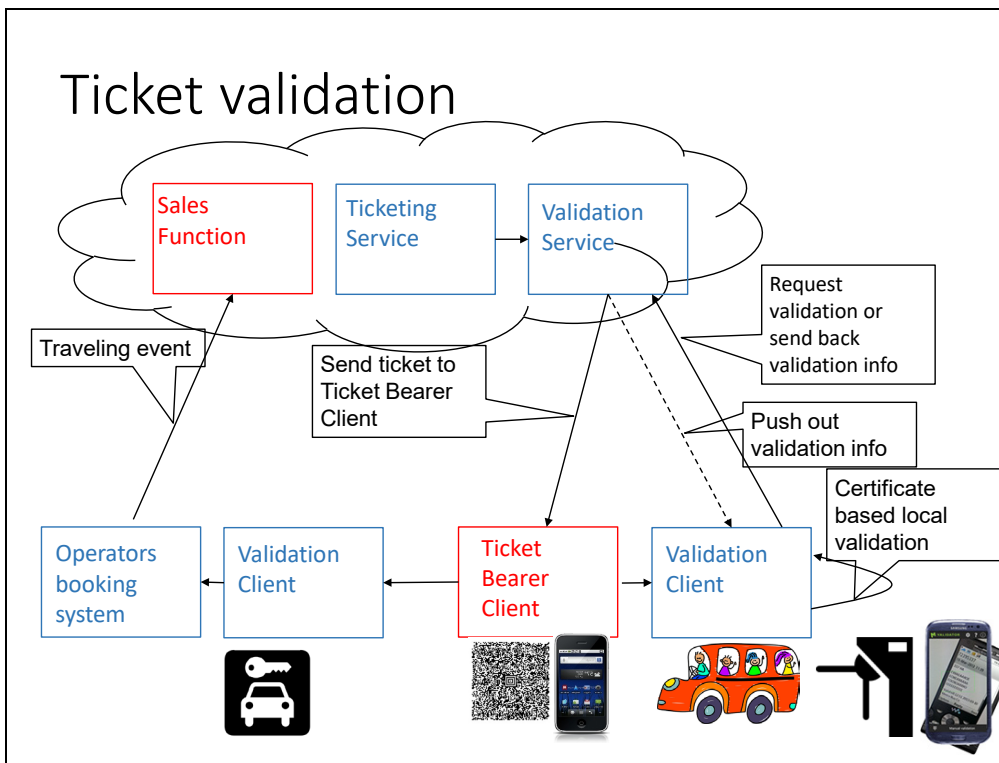 Ticket validation
Sales
Function
Ticketing
Service
Validation
Service
Request
validation or
send back
validation info
Traveling event
Send ticket to
Ticket Bearer
Client
Push out
validation info
Certificate
based local
validation
Operators
booking
system
Validation
Client
Ticket
Bearer
Client
Validation
Client